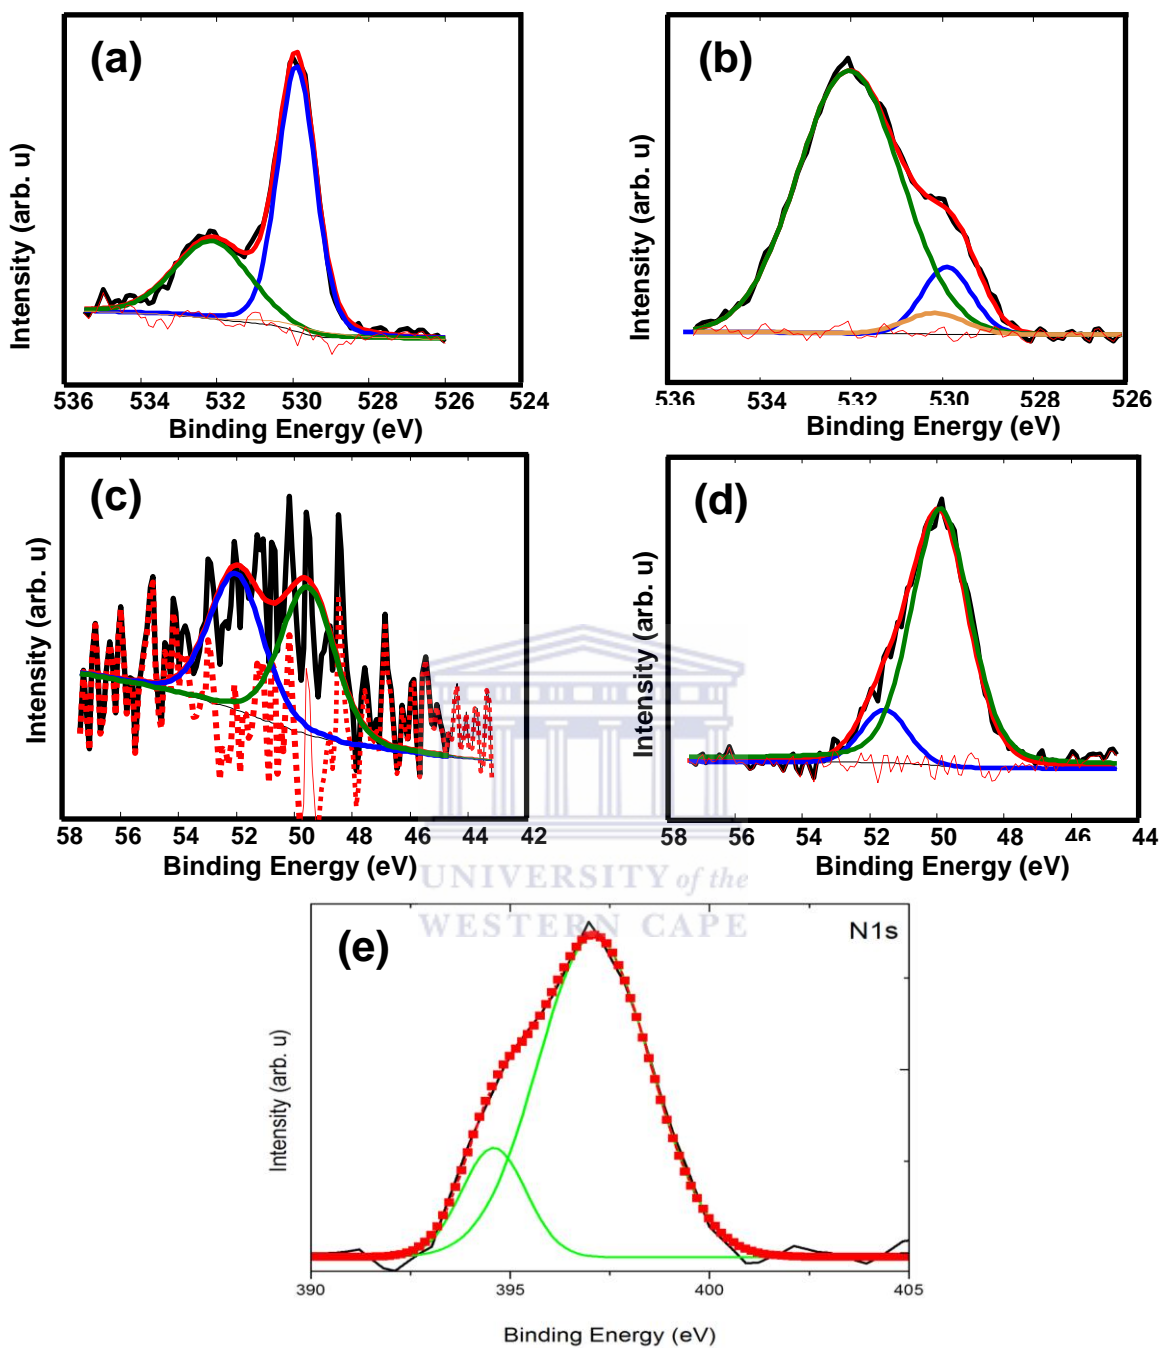 (a)
Intensity (arb. u)
536 534 532 530 528 526 524
Binding Energy (eV)
(b)
Intensity (arb. u)
536 534 532 530 528 526
Binding Energy (eV)
(c)
Intensity (arb. u)
58 56 54 52 50 48 46 44 42
Binding Energy (eV)
(d)
Intensity (arb. u)
58 56 54 52 50 48 46 44
Binding Energy (eV)
UNIVERSITY of the
WESTERN CAPE
(e)
N1s
Intensity (arb. u)
390 395 400 405
Binding Energy (eV)